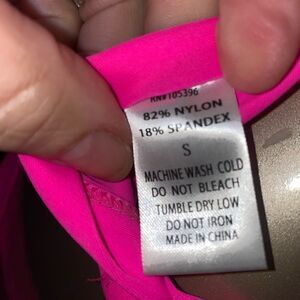 RN#105396
82% NYLON
18% SPANDEX
S
MACHINE WASH COLD
DO NOT BLEACH
TUMBLE DRY LOW
DO NOT IRON
MADE IN CHINA